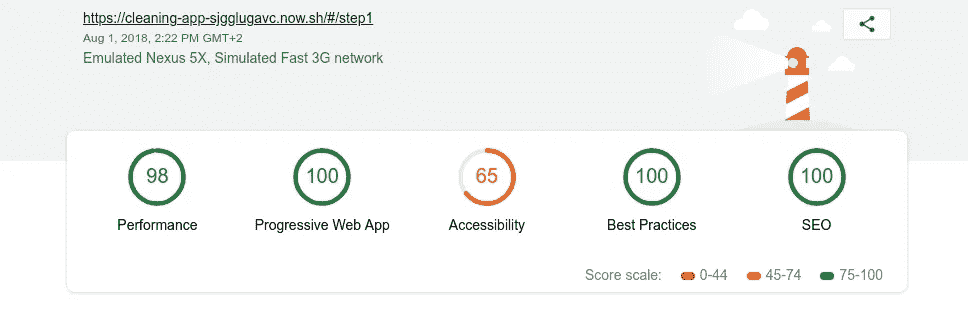 https://cleaning-app-sjgglugavc.now.sh/#/step1
Aug 1, 2018, 2:22 PM GMT+2
Emulated Nexus 5X, Simulated Fast 3G network
98 100 65 100 100
Performance Progressive Web App Accessibility Best Practices SEO
Score scale: 0-44 45-74 75-100